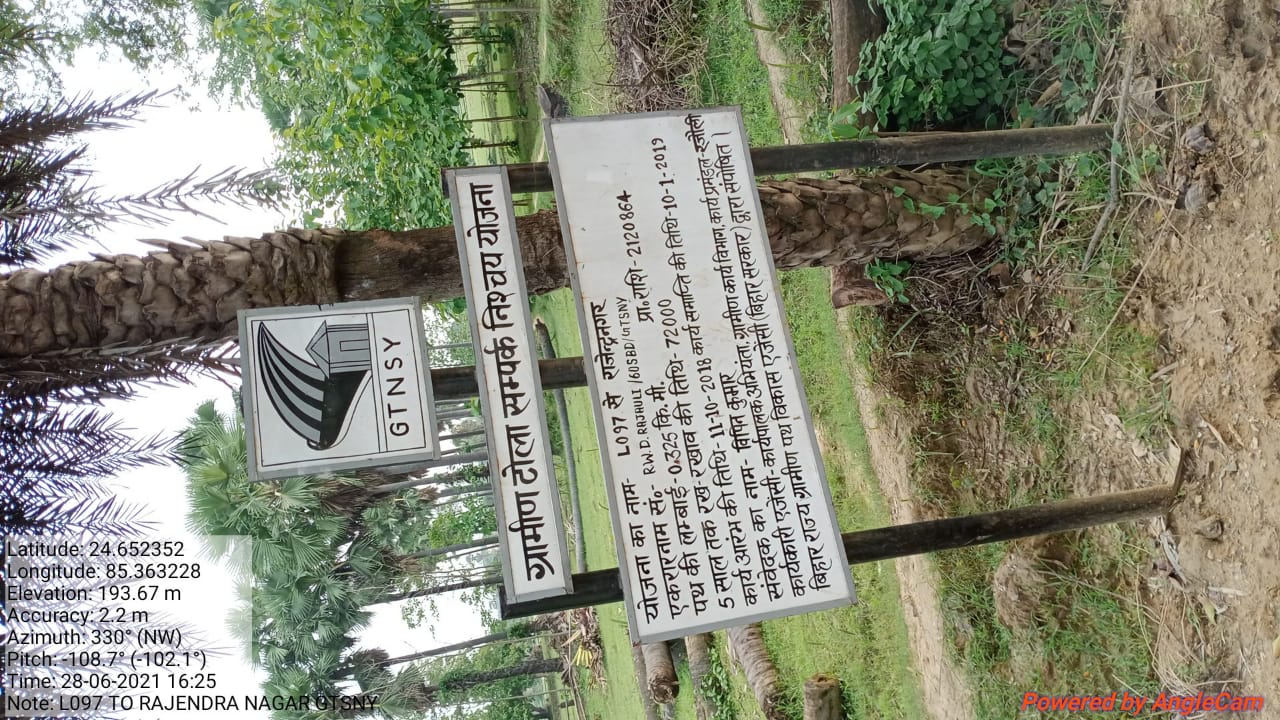 GTNSY
ग्रामीण टोला सम्पर्क निश्चय योजना
योजना का नाम- L097 से राजेन्द्रनगर
एकरारनाम सं०- R.W.D. RAJAULI /60SBD/GTSNY
पथ की लम्बाई- 0.325 कि. मी. प्रा. राशि- 2120864
5 साल तक रख-रखाव की तिथि- 72000
कार्य आरंभ की तिथि- 11-10-2018 कार्य समाप्ति की तिथि-10-1-2019
संवेदक का नाम- बिपिन कुमार
कार्यकारी एजेंसी-कार्यपालक अभियंता, ग्रामीण कार्य विभाग, कार्य प्रमंडल-रजौली
बिहार राज्य ग्रामीण पथ विकास एजेंसी (बिहार सरकार) द्वारा संपोषित।
Latitude: 24.652352
Longitude: 85.363228
Elevation: 193.67 m
Accuracy: 2.2 m
Azimuth: 330° (NW)
Pitch: -108.7° (-102.1°)
Time: 28-06-2021 16:25
Note: L097 TO RAJENDRA NAGAR GTSNY
Powered by AngleCam